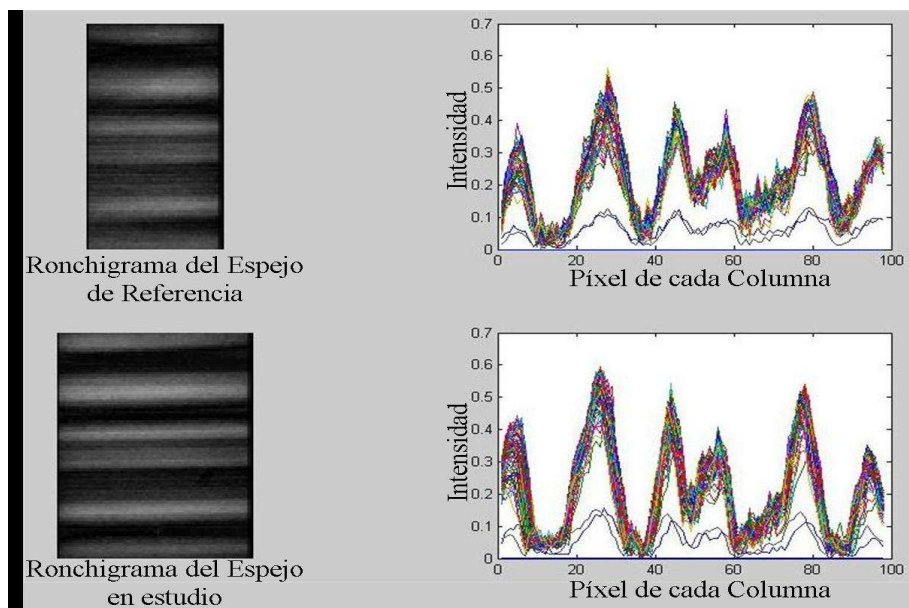 Ronchigrama del Espejo
de Referencia
Intensidad
0.7
0.6
0.5
0.4
0.3
0.2
0.1
0
0 20 40 60 80 100
Píxel de cada Columna
Ronchigrama del Espejo
en estudio
Intensidad
0.7
0.6
0.5
0.4
0.3
0.2
0.1
0
0 20 40 60 80 100
Píxel de cada Columna